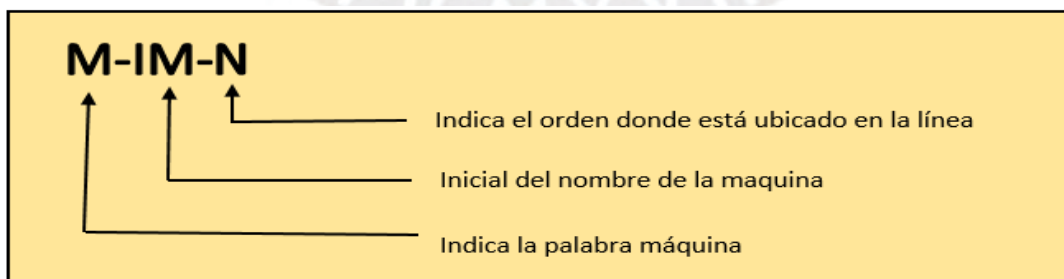 M-IM-N
Indica el orden donde está ubicado en la línea
Inicial del nombre de la maquina
Indica la palabra máquina